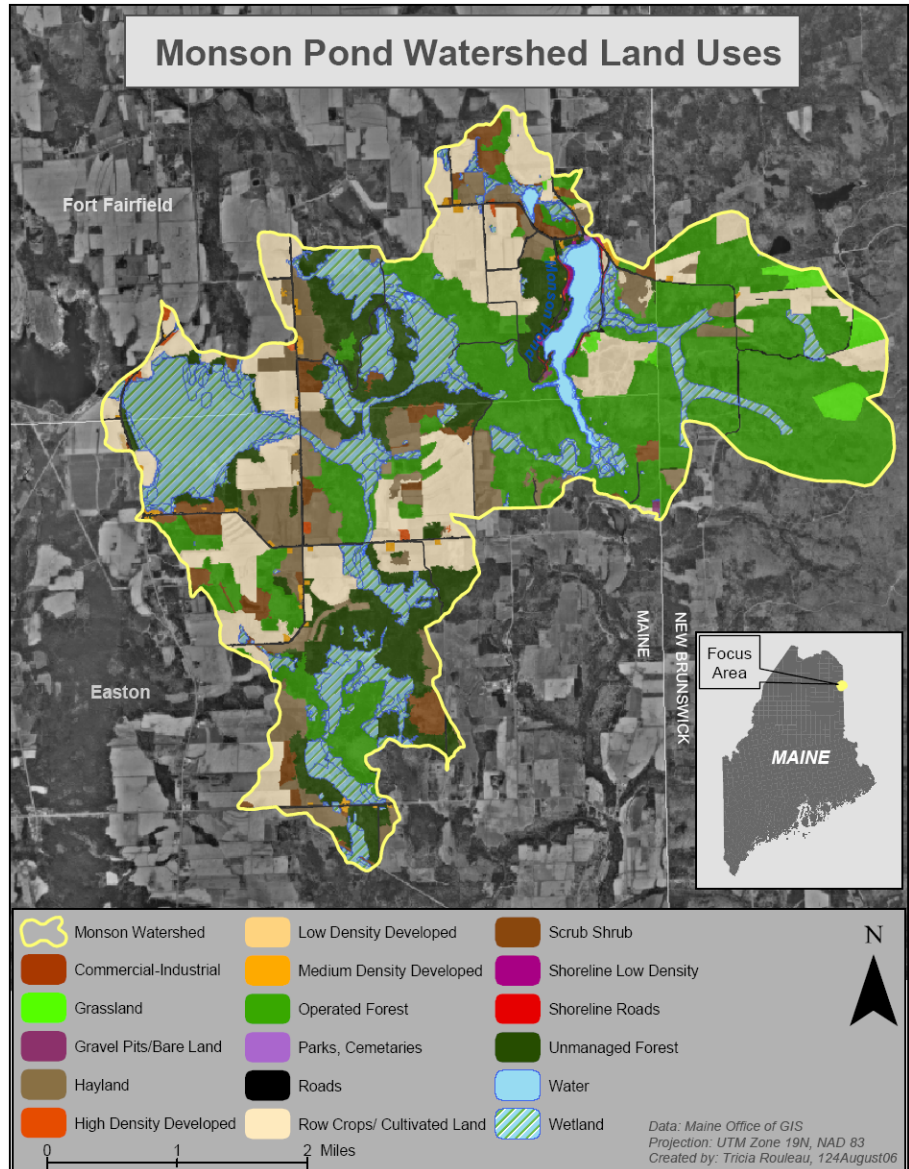 Monson Pond Watershed Land Uses
Fort Fairfield
Monson Pond
MAINE
NEW BRUNSWICK
Easton
Focus
Area
MAINE
Monson Watershed
Commercial-Industrial
Grassland
Gravel Pits/Bare Land
Hayland
High Density Developed
Low Density Developed
Medium Density Developed
Operated Forest
Parks, Cemetaries
Roads
Row Crops/ Cultivated Land
Scrub Shrub
Shoreline Low Density
Shoreline Roads
Unmanaged Forest
Water
Wetland
N
0 1 2 Miles
Data: Maine Office of GIS
Projection: UTM Zone 19N, NAD 83
Created by: Tricia Rouleau, 124August06